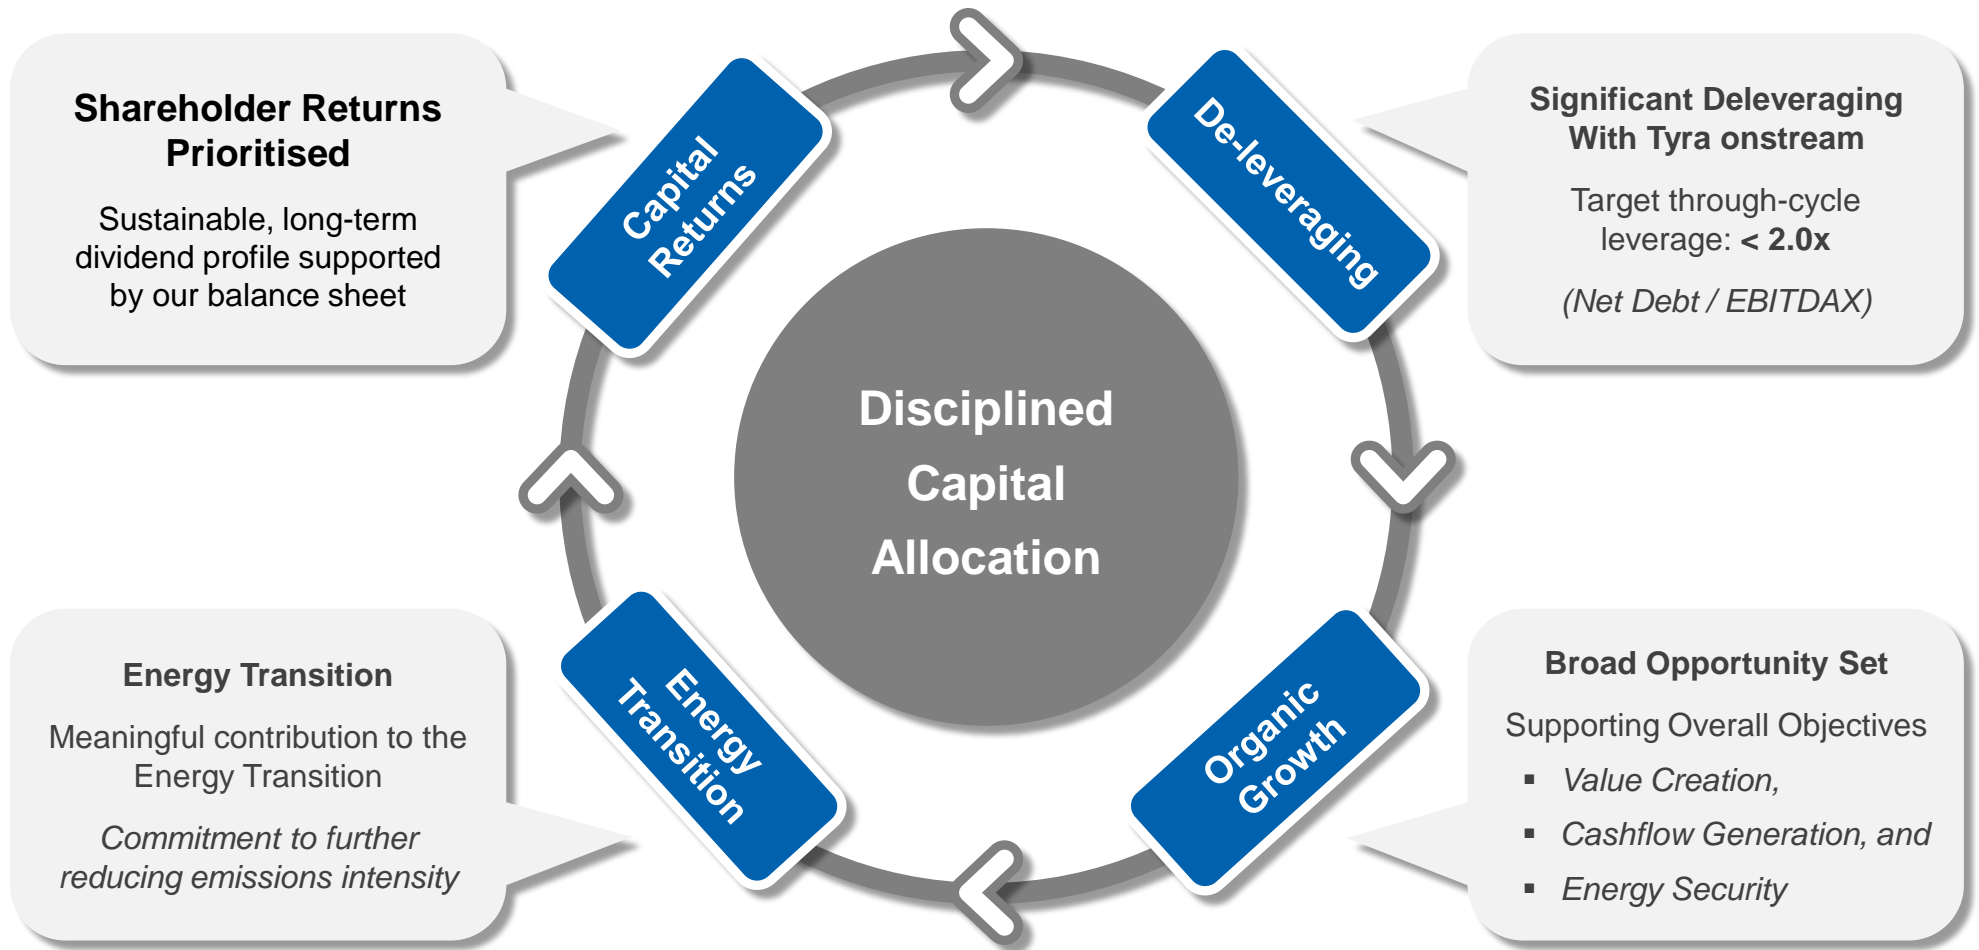 Shareholder Returns
Prioritised
Sustainable, long-term
dividend profile supported
by our balance sheet
Capital
Returns
De-leveraging
Significant Deleveraging
With Tyra onstream
Target through-cycle
leverage: < 2.0x
(Net Debt / EBITDAX)
Disciplined
Capital
Allocation
Energy Transition
Meaningful contribution to the
Energy Transition
Commitment to further
reducing emissions intensity
Energy
Transition
Organic
Growth
Broad Opportunity Set
Supporting Overall Objectives
▪ Value Creation,
▪ Cashflow Generation, and
▪ Energy Security